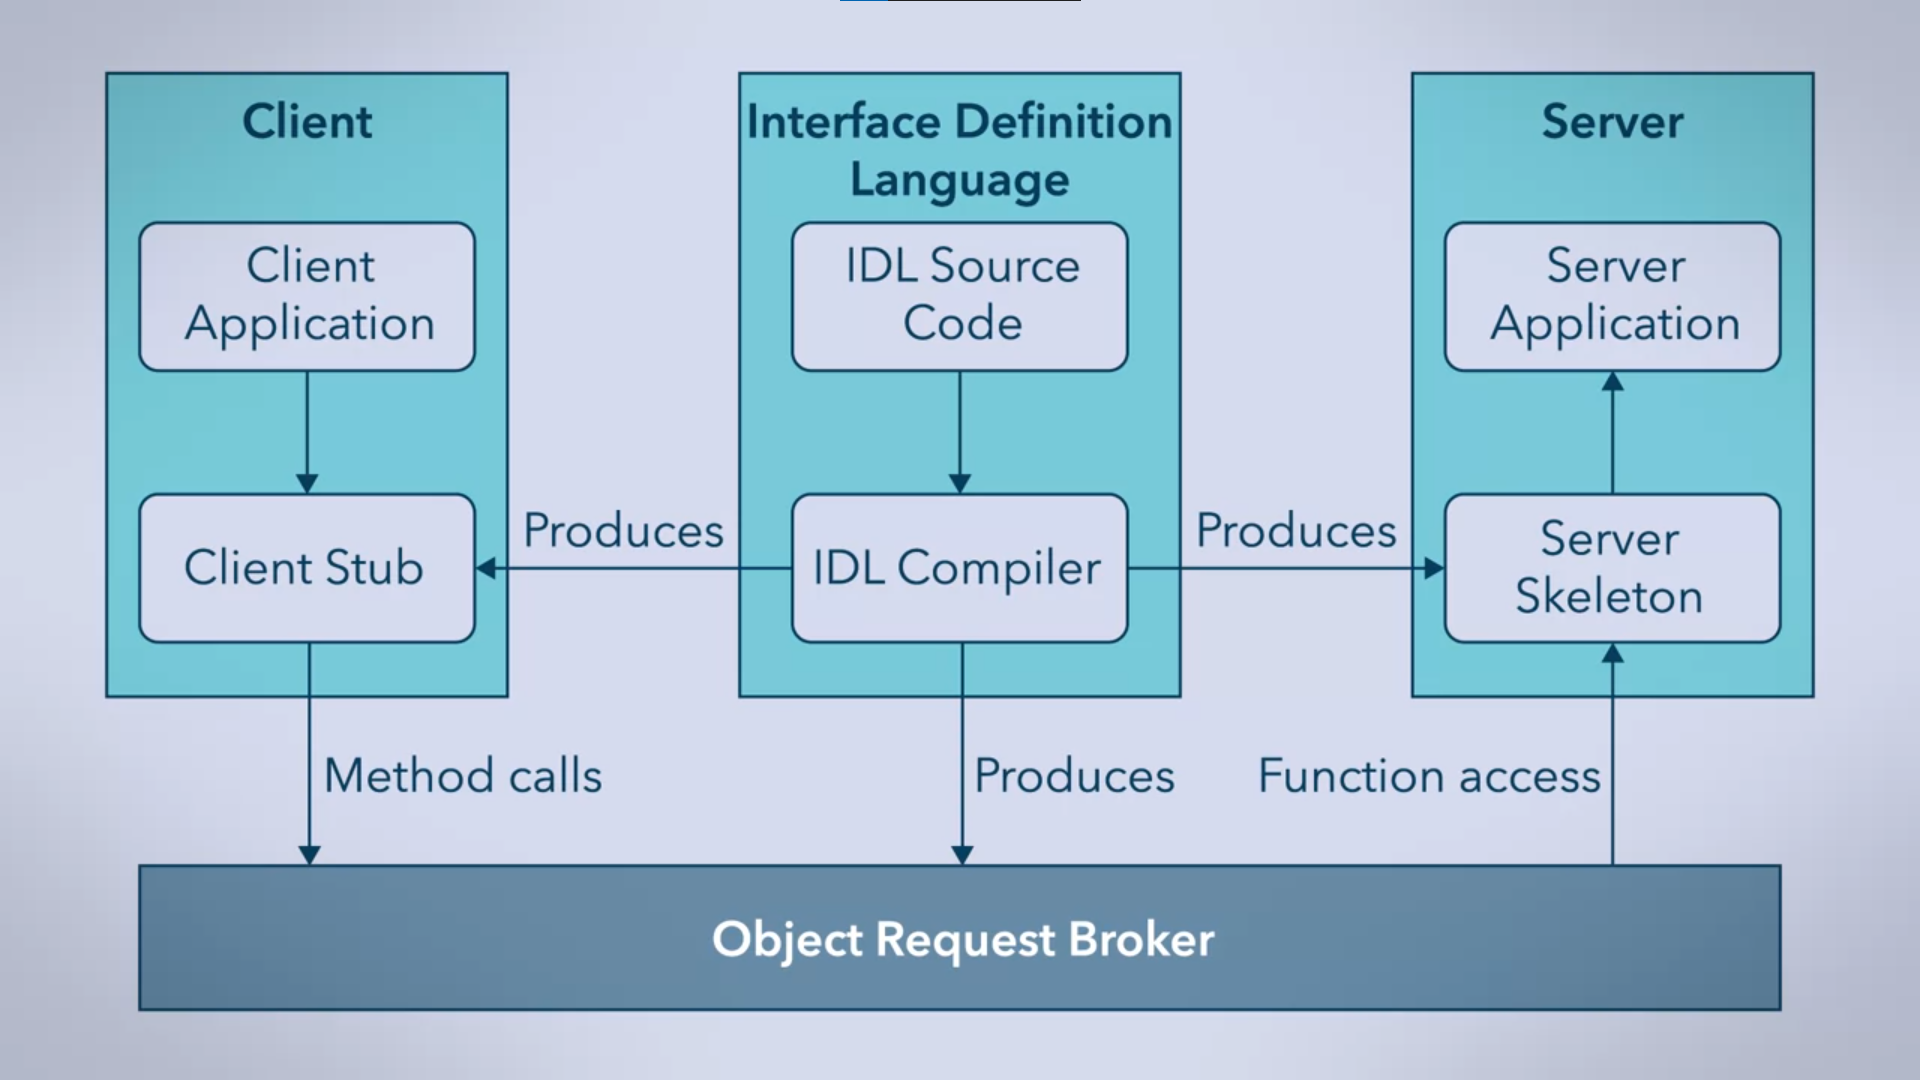 Client
Client
Application
Client Stub
Produces
Interface Definition
Language
IDL Source
Code
IDL Compiler
Produces
Server
Server
Application
Server
Skeleton
Method calls
Produces
Function access
Object Request Broker